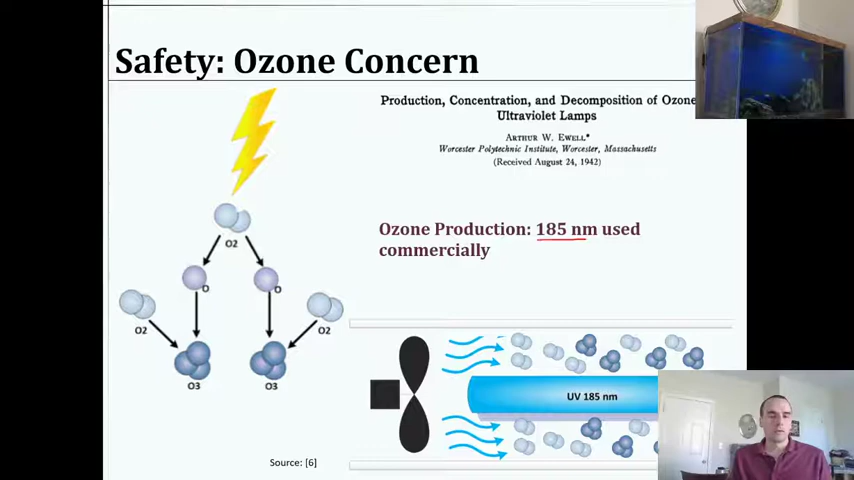 Safety: Ozone Concern
Production, Concentration, and Decomposition of Ozone
Ultraviolet Lamps
ARTHUR W. EWELL*
Worcester Polytechnic Institute, Worcester, Massachusetts
(Received August 24, 1942)
Ozone Production: 185 nm used
commercially
O2
O
O
O2
O2
O3
O3
UV 185 nm
Source: [6]